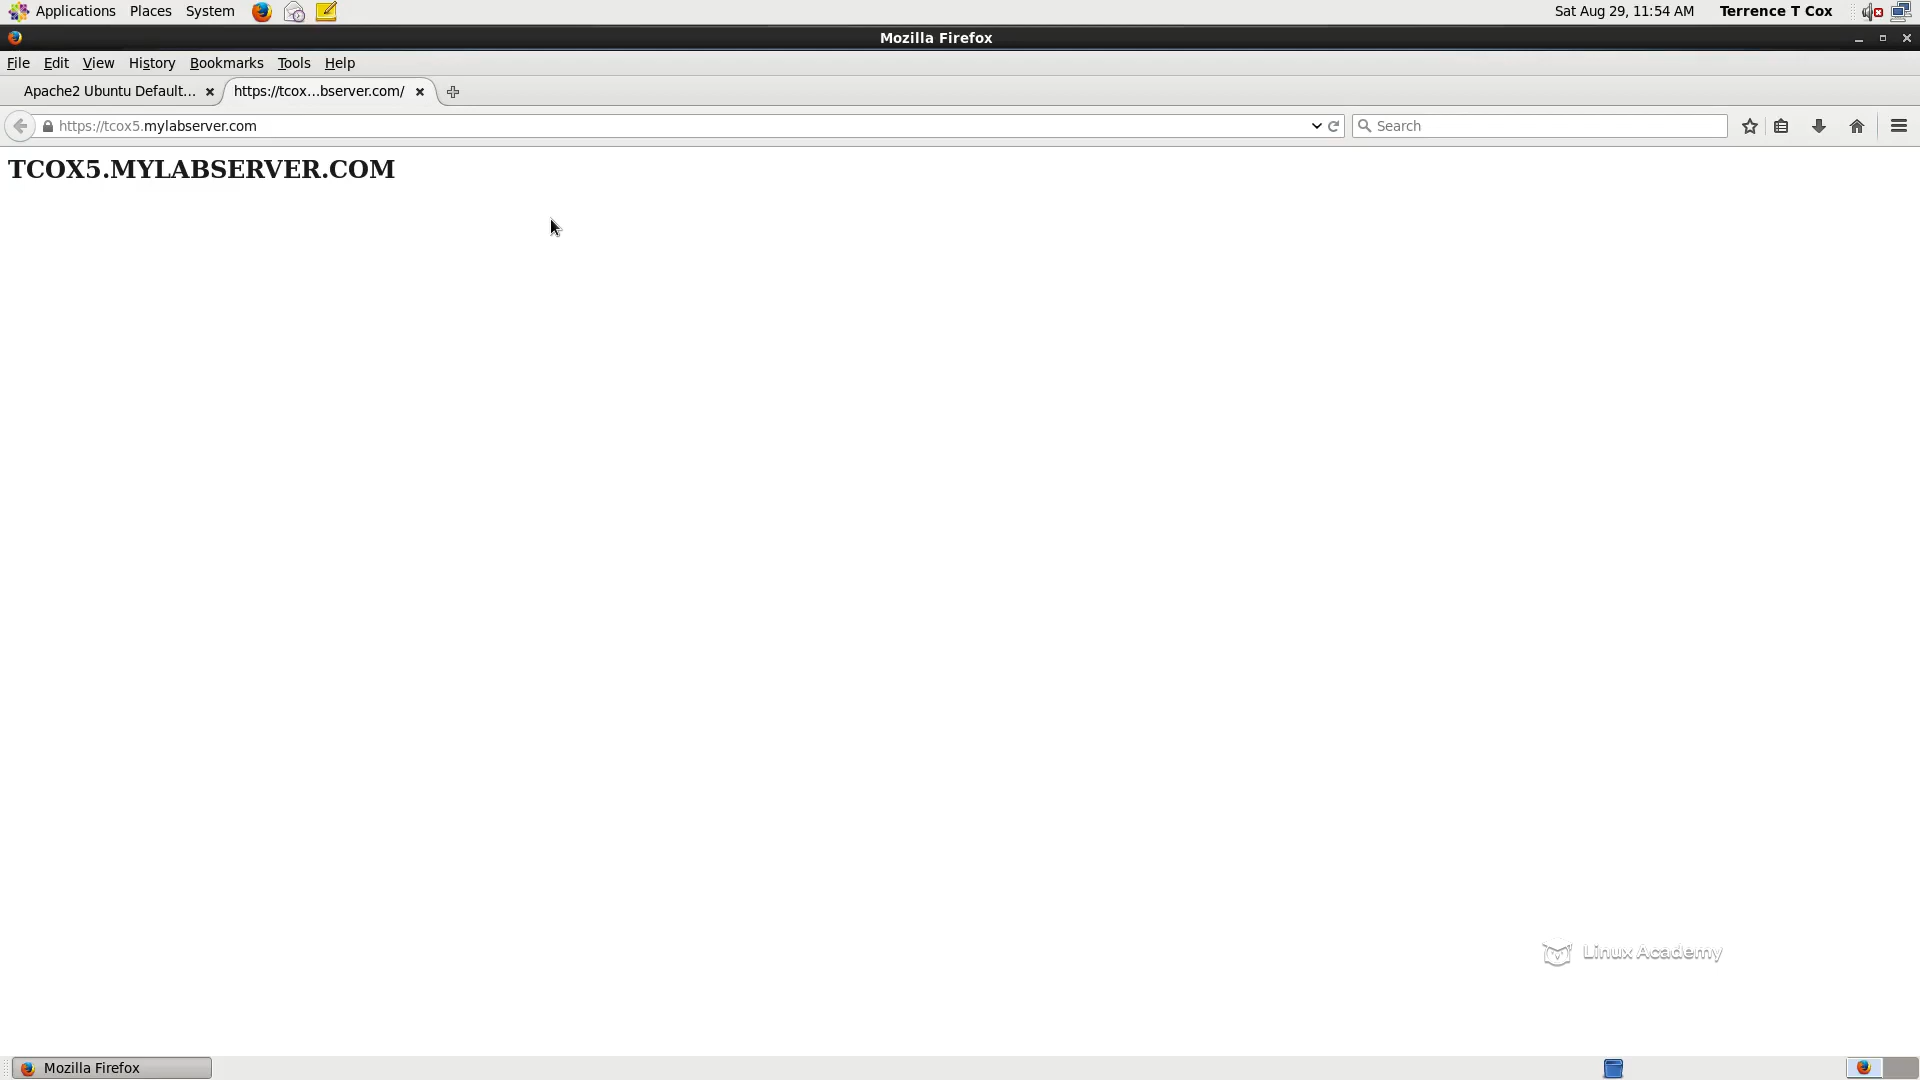 Applications Places System Sat Aug 29, 11:54 AM Terrence T Cox
Mozilla Firefox
File Edit View History Bookmarks Tools Help
Apache2 Ubuntu Default... https://tcox...bserver.com/
https://tcox5.mylabserver.com Search
TCOX5.MYLABSERVER.COM
Linux Academy
Mozilla Firefox